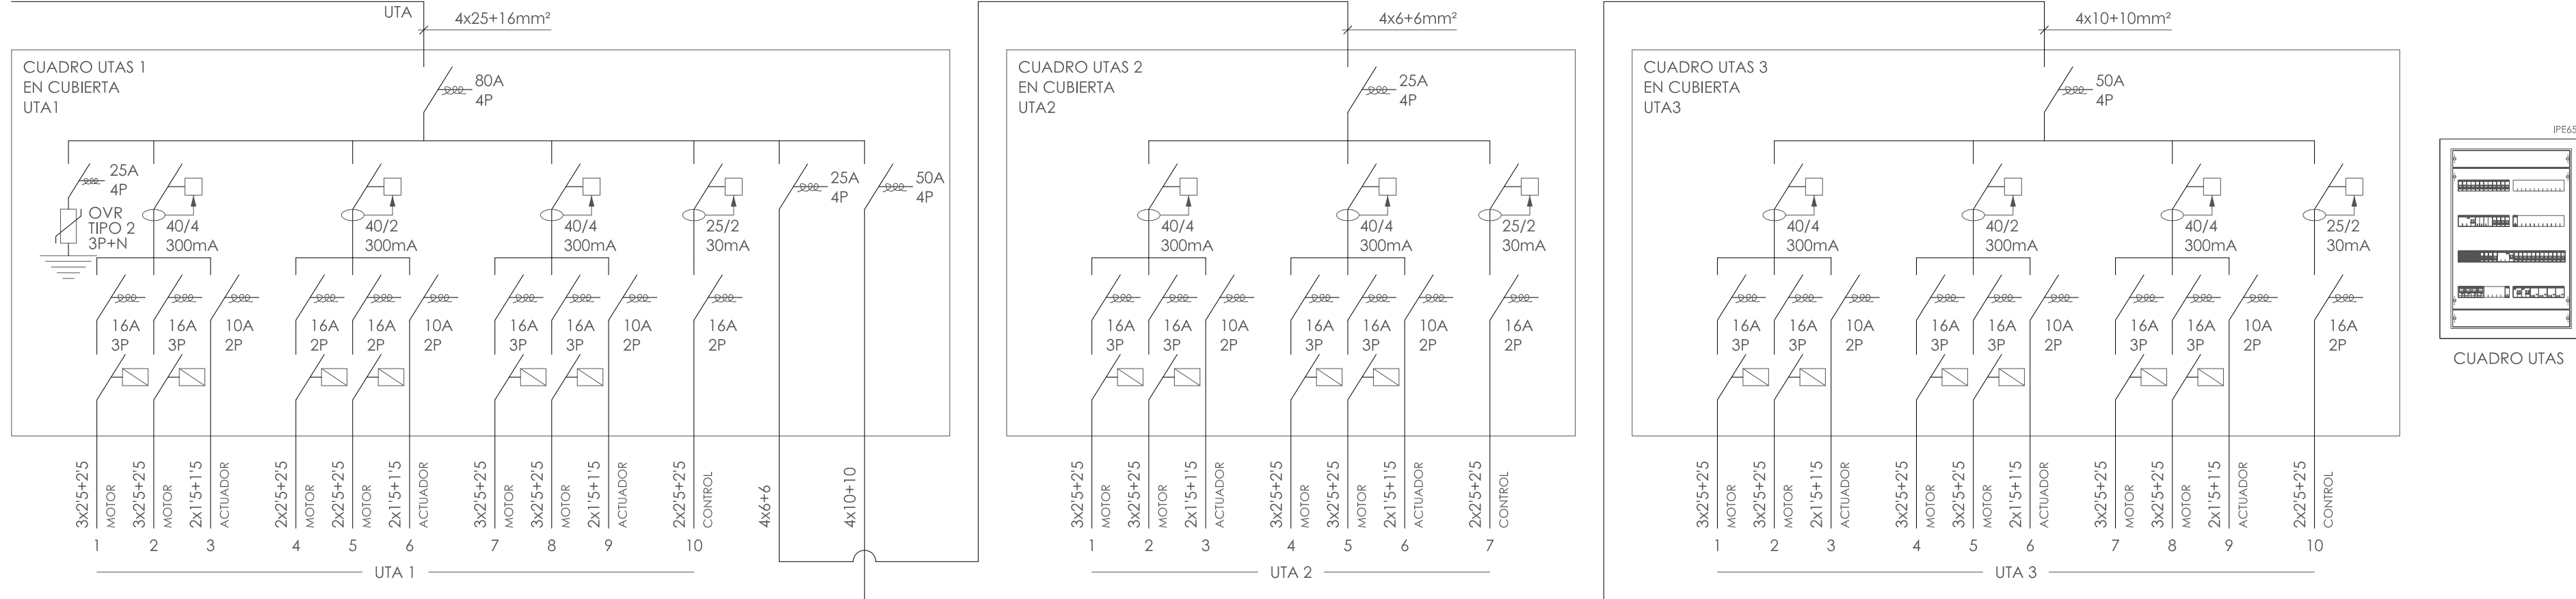 UTA
4x25+16mm²
CUADRO UTAS 1
EN CUBIERTA
UTA1
80A
4P
25A
4P
OVR
TIPO 2
3P+N
40/4
300mA
40/2
300mA
40/4
300mA
25/2
30mA
25A
4P
50A
4P
16A
3P
16A
3P
10A
2P
16A
2P
16A
2P
10A
2P
16A
3P
16A
3P
10A
2P
16A
2P
3x2'5+2'5
MOTOR
3x2'5+2'5
MOTOR
2x1'5+1'5
ACTUADOR
2x2'5+2'5
MOTOR
2x2'5+2'5
MOTOR
2x1'5+1'5
ACTUADOR
3x2'5+2'5
MOTOR
3x2'5+2'5
MOTOR
2x1'5+1'5
ACTUADOR
2x2'5+2'5
CONTROL
4x6+6
4x10+10
1 2 3 4 5 6 7 8 9 10
UTA 1
4x6+6mm²
CUADRO UTAS 2
EN CUBIERTA
UTA2
25A
4P
40/4
300mA
40/4
300mA
25/2
30mA
16A
3P
16A
3P
10A
2P
16A
3P
16A
3P
10A
2P
16A
2P
3x2'5+2'5
MOTOR
3x2'5+2'5
MOTOR
2x1'5+1'5
ACTUADOR
3x2'5+2'5
MOTOR
3x2'5+2'5
MOTOR
2x1'5+1'5
ACTUADOR
2x2'5+2'5
CONTROL
1 2 3 4 5 6 7
UTA 2
4x10+10mm²
CUADRO UTAS 3
EN CUBIERTA
UTA3
50A
4P
40/4
300mA
40/2
300mA
40/4
300mA
25/2
30mA
16A
3P
16A
3P
10A
2P
16A
3P
16A
3P
10A
2P
16A
3P
16A
3P
10A
2P
16A
2P
3x2'5+2'5
MOTOR
3x2'5+2'5
MOTOR
2x1'5+1'5
ACTUADOR
3x2'5+2'5
MOTOR
3x2'5+2'5
MOTOR
2x1'5+1'5
ACTUADOR
3x2'5+2'5
MOTOR
3x2'5+2'5
MOTOR
2x1'5+1'5
ACTUADOR
2x2'5+2'5
CONTROL
1 2 3 4 5 6 7 8 9 10
UTA 3
IPE65
CUADRO UTAS